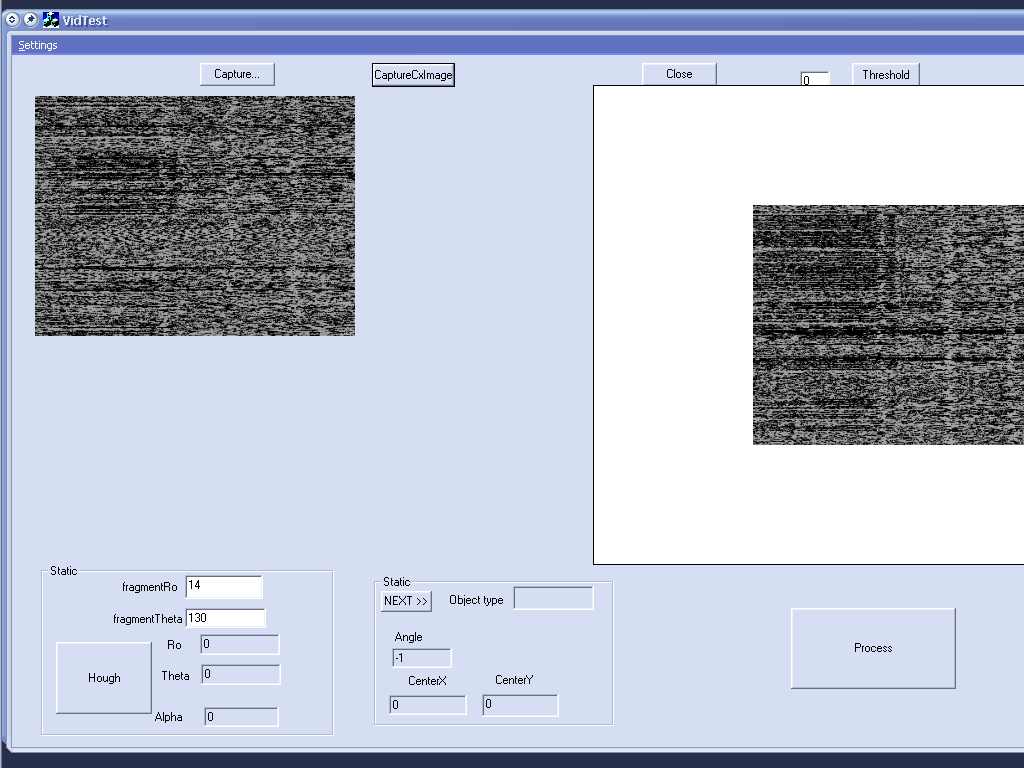 VidTest
Settings
Capture...
CaptureCxImage
Close
0
Threshold
Static
fragmentRo 14
fragmentTheta 130
Ro 0
Hough
Theta 0
Alpha 0
Static
NEXT >> Object type
Angle
-1
CenterX CenterY
0 0
Process